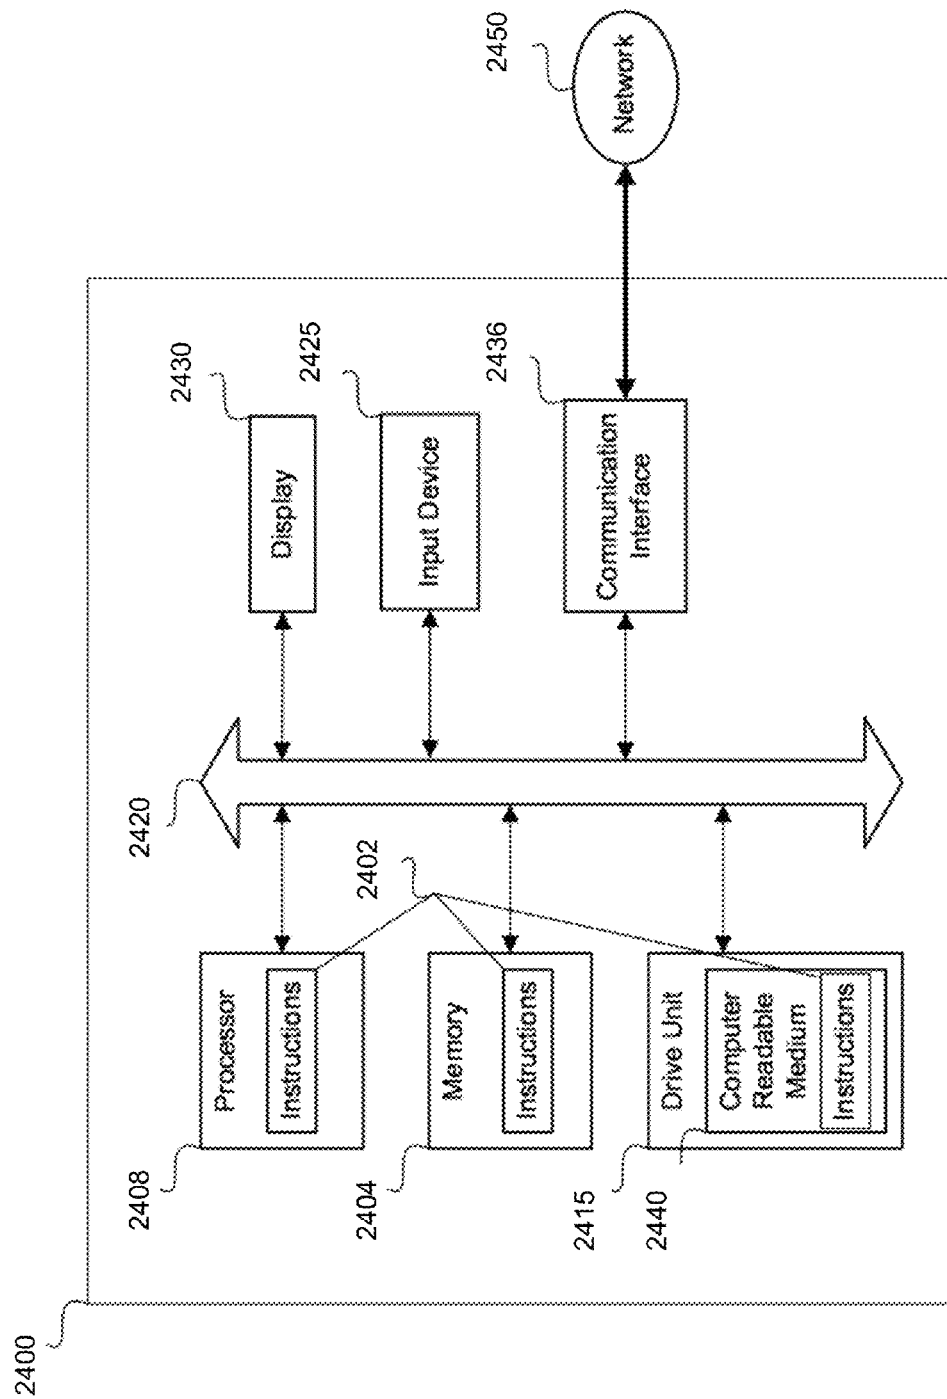 2400
2408
Processor
Instructions
2404
Memory
Instructions
2415
2440
Drive Unit
Computer
Readable
Medium
Instructions
2402
2420
2430
Display
2425
Input Device
2436
Communication
Interface
2450
Network